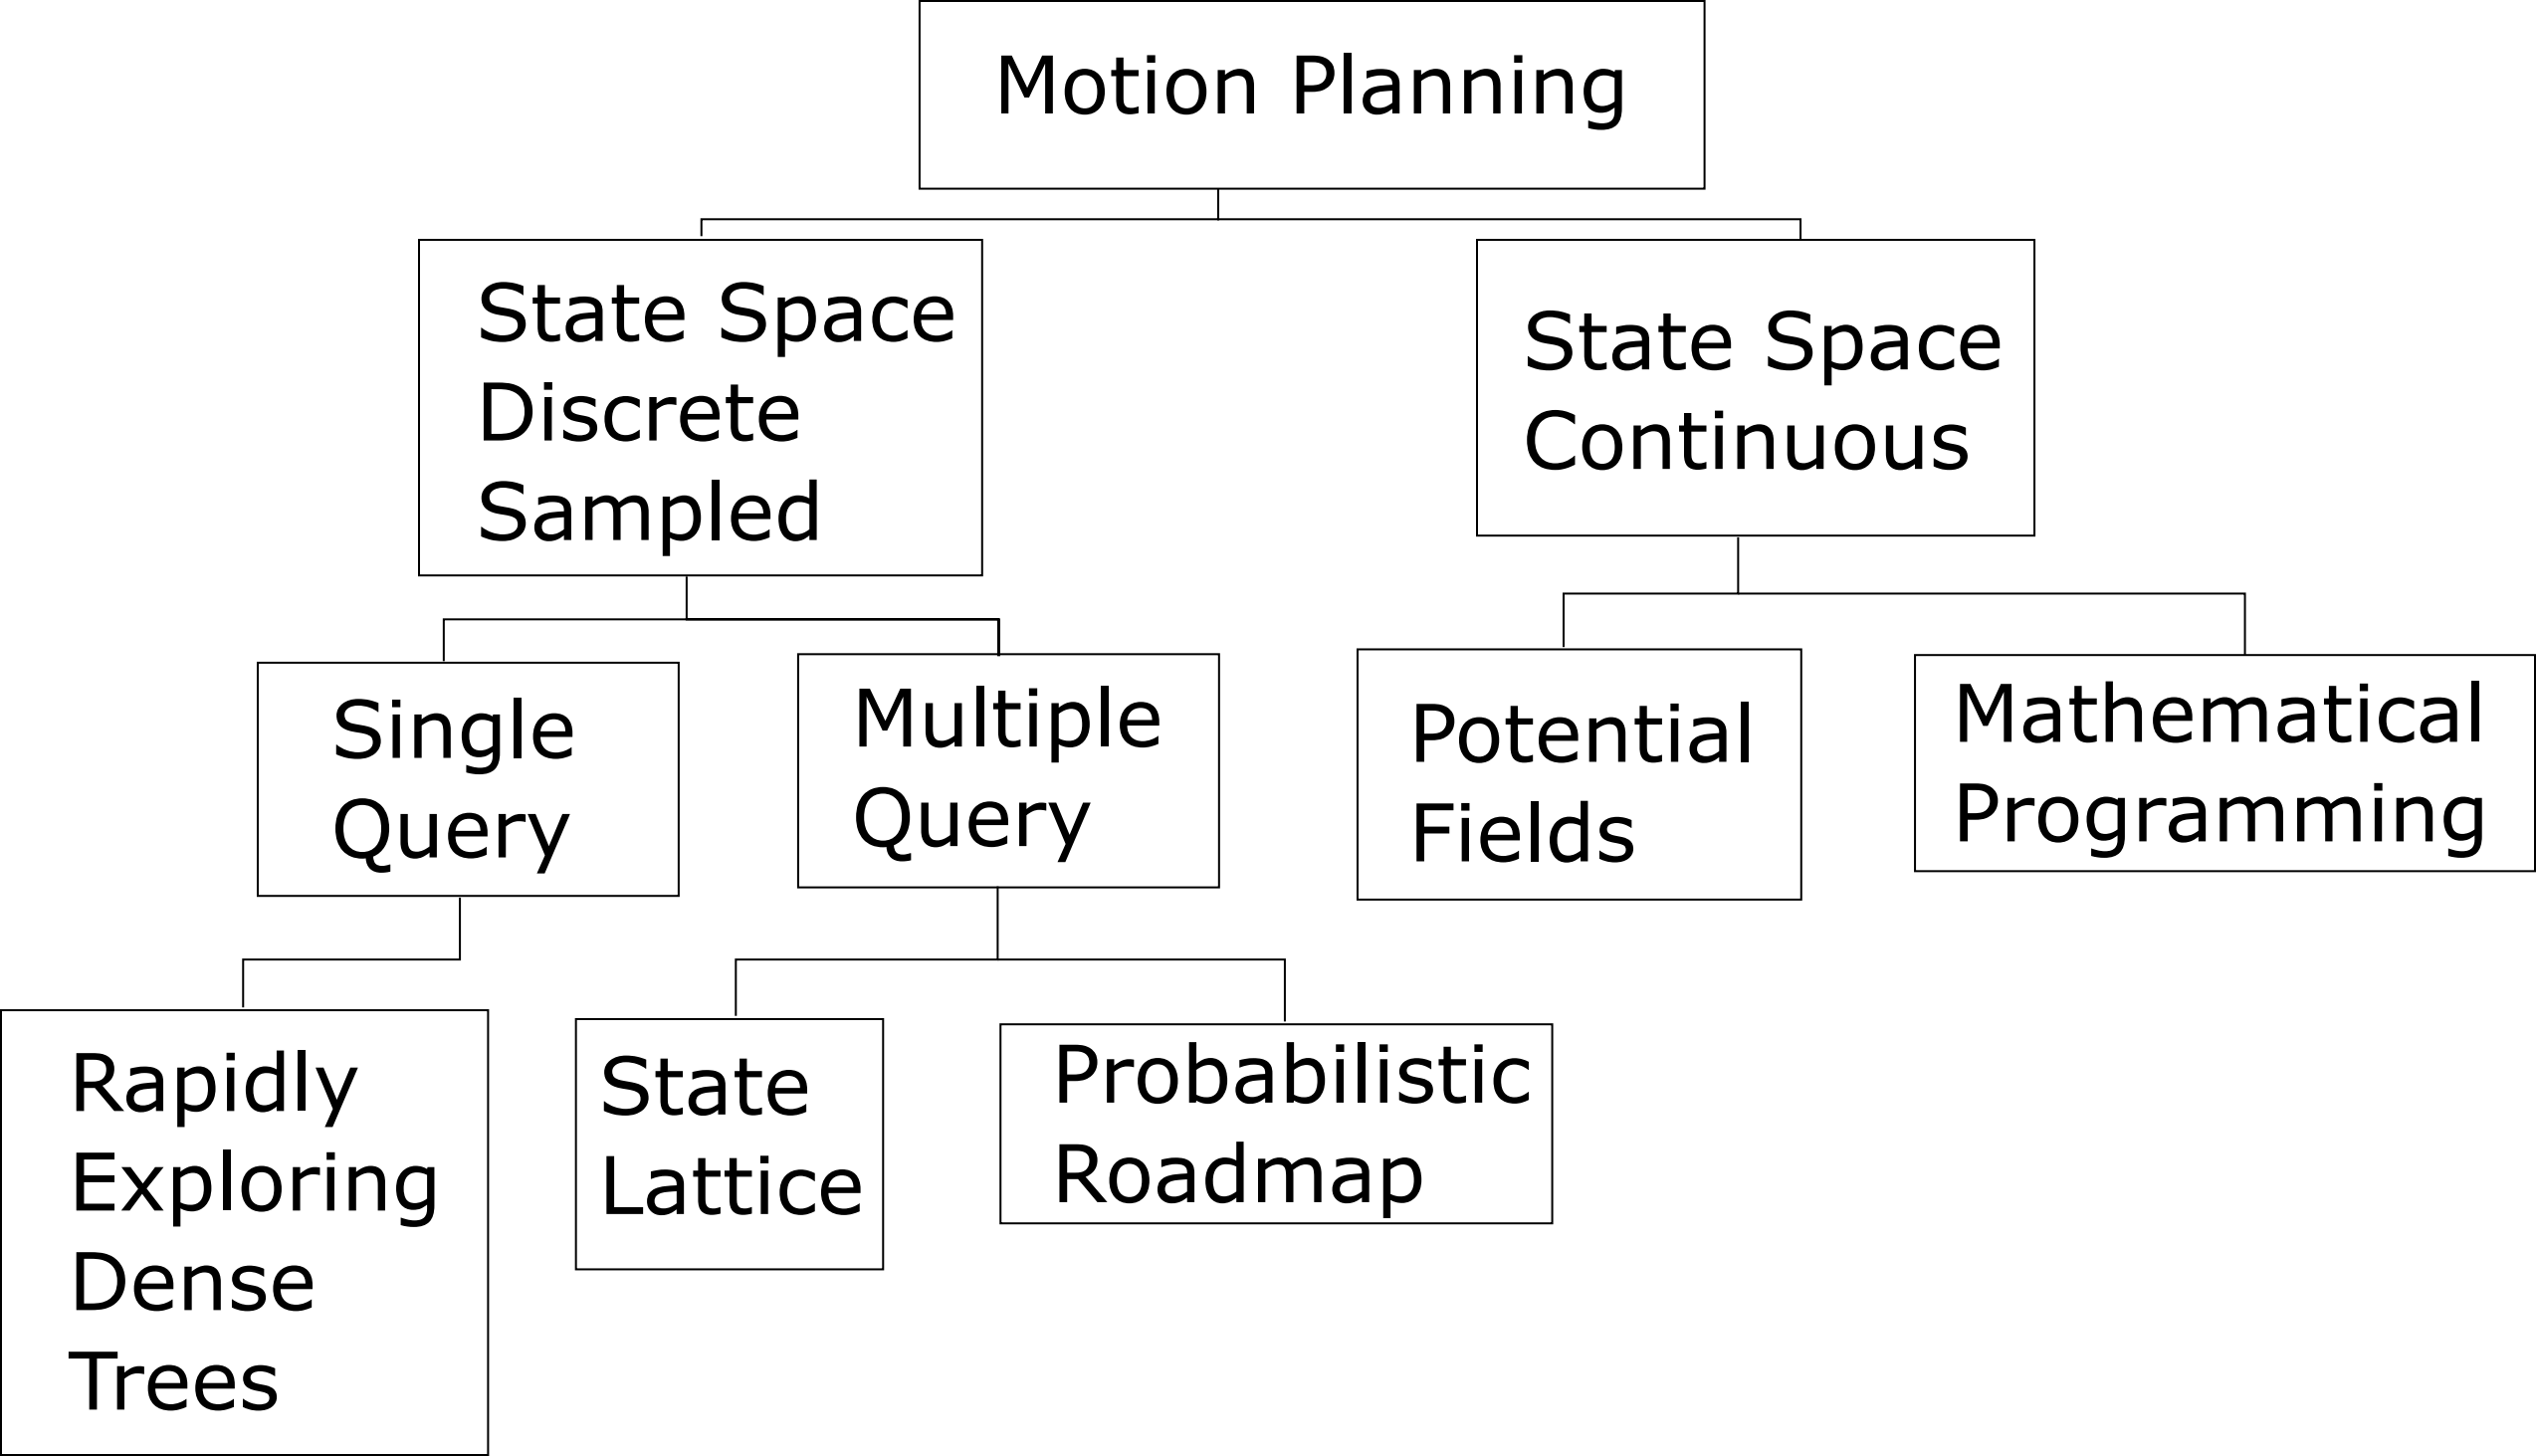 Motion Planning
State Space
Discrete
Sampled
State Space
Continuous
Single
Query
Multiple
Query
Potential
Fields
Mathematical
Programming
Rapidly
Exploring
Dense
Trees
State
Lattice
Probabilistic
Roadmap